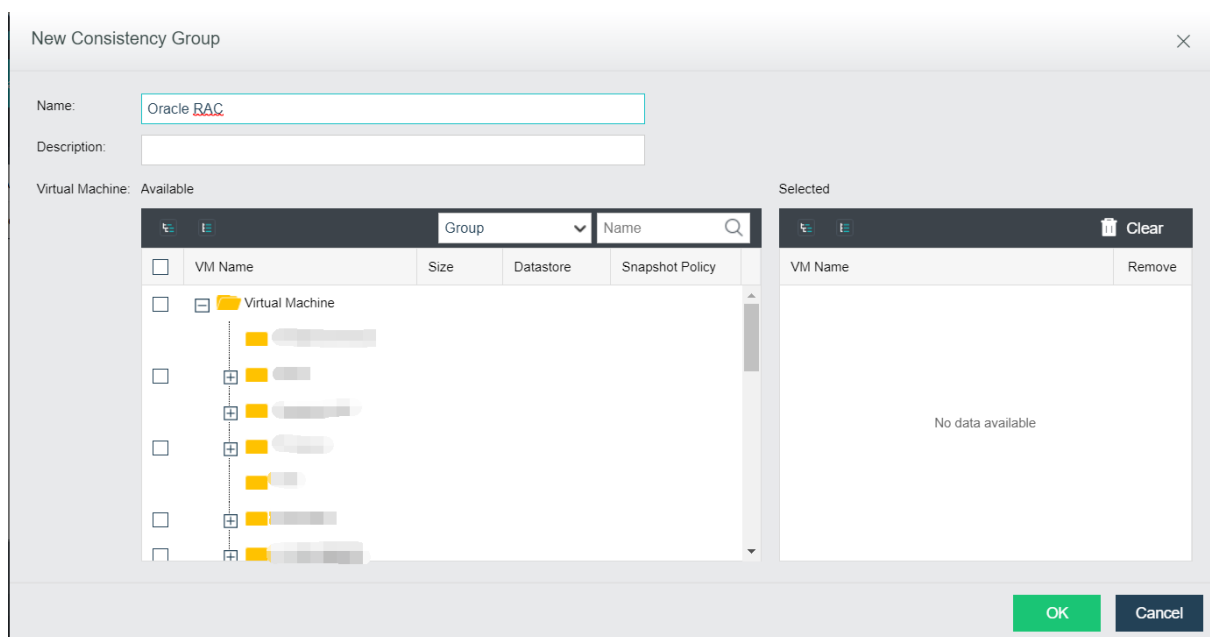 New Consistency Group
Name:
Oracle RAC
Description:
Virtual Machine: Available
Selected
Group
Name
Clear
VM Name Size Datastore Snapshot Policy
VM Name Remove
Virtual Machine
No data available
OK Cancel